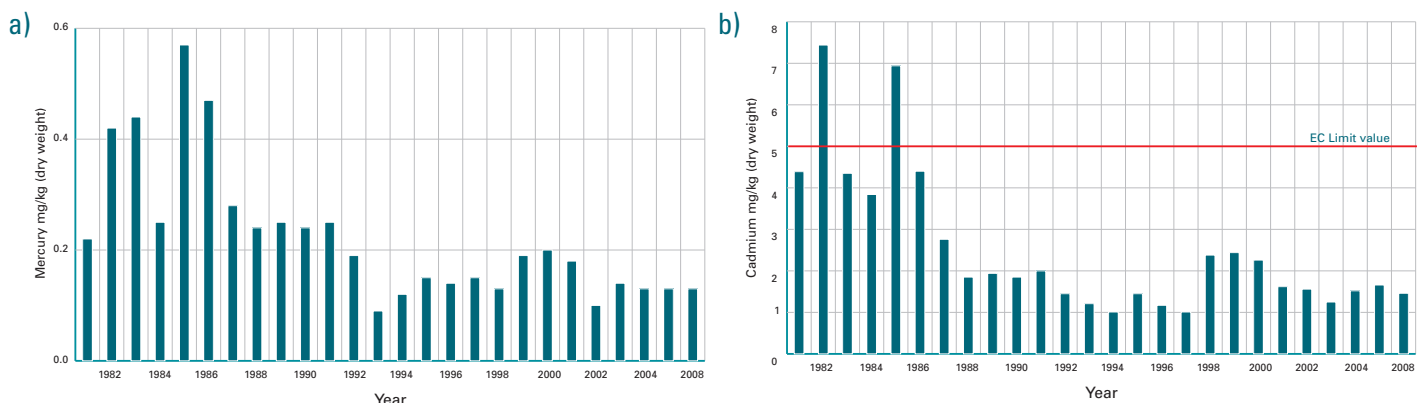 a)
Mercury mg/kg (dry weight)
0.6
0.4
0.2
0.0
1982 1984 1986 1988 1990 1992 1994 1996 1998 2000 2002 2004 2008
Year
b)
Cadmium mg/kg (dry weight)
8
7
6
5
4
3
2
1
0
EC Limit value
1982 1984 1986 1988 1990 1992 1994 1996 1998 2000 2002 2004 2008
Year